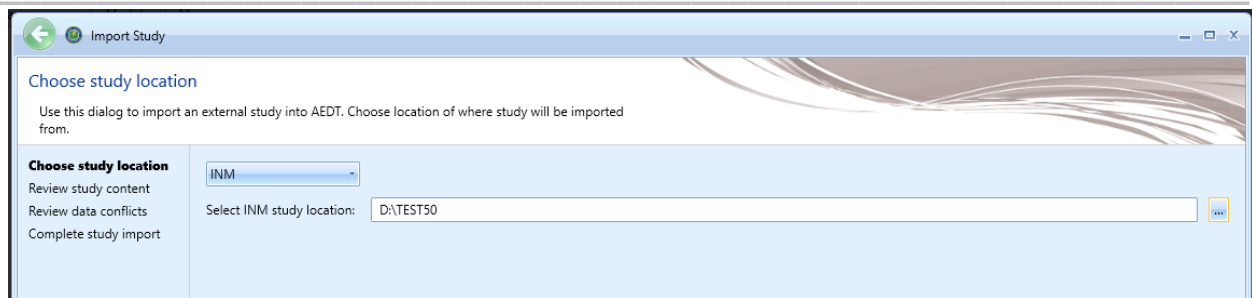 Import Study
Choose study location
Use this dialog to import an external study into AEDT. Choose location of where study will be imported
from.
Choose study location
Review study content
Review data conflicts
Complete study import
INM
Select INM study location: D:\TEST50 ...